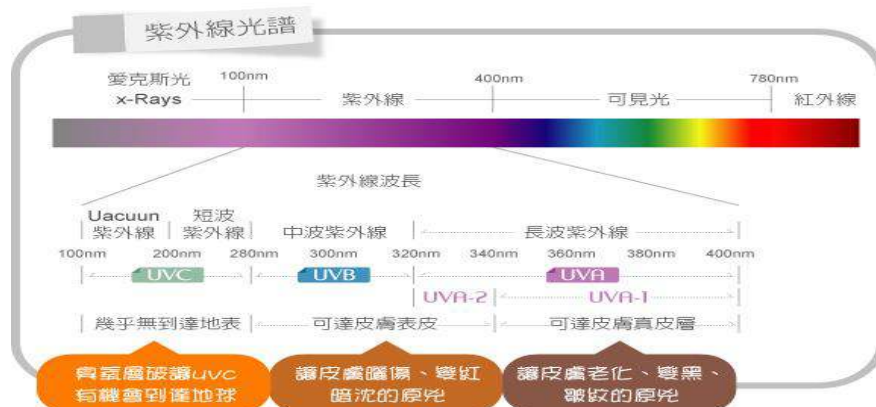 紫外線光譜
愛克斯光 100nm 400nm 780nm
x-Rays 紫外線 可見光 紅外線
紫外線波長
Uacuun 短波
紫外線 紫外線 中波紫外線 長波紫外線
100nm 200nm 280nm 300nm 320nm 340nm 360nm 380nm 400nm
UVC UVB UVA
UVA-2 UVA-1
幾乎無到達地表 可達皮膚表皮 可達皮膚真皮層
臭氧層破讓UVC 讓皮膚曬傷、變紅 讓皮膚老化、變黑、
有機會到達地球 暗沈的原兇 皺紋的原兇